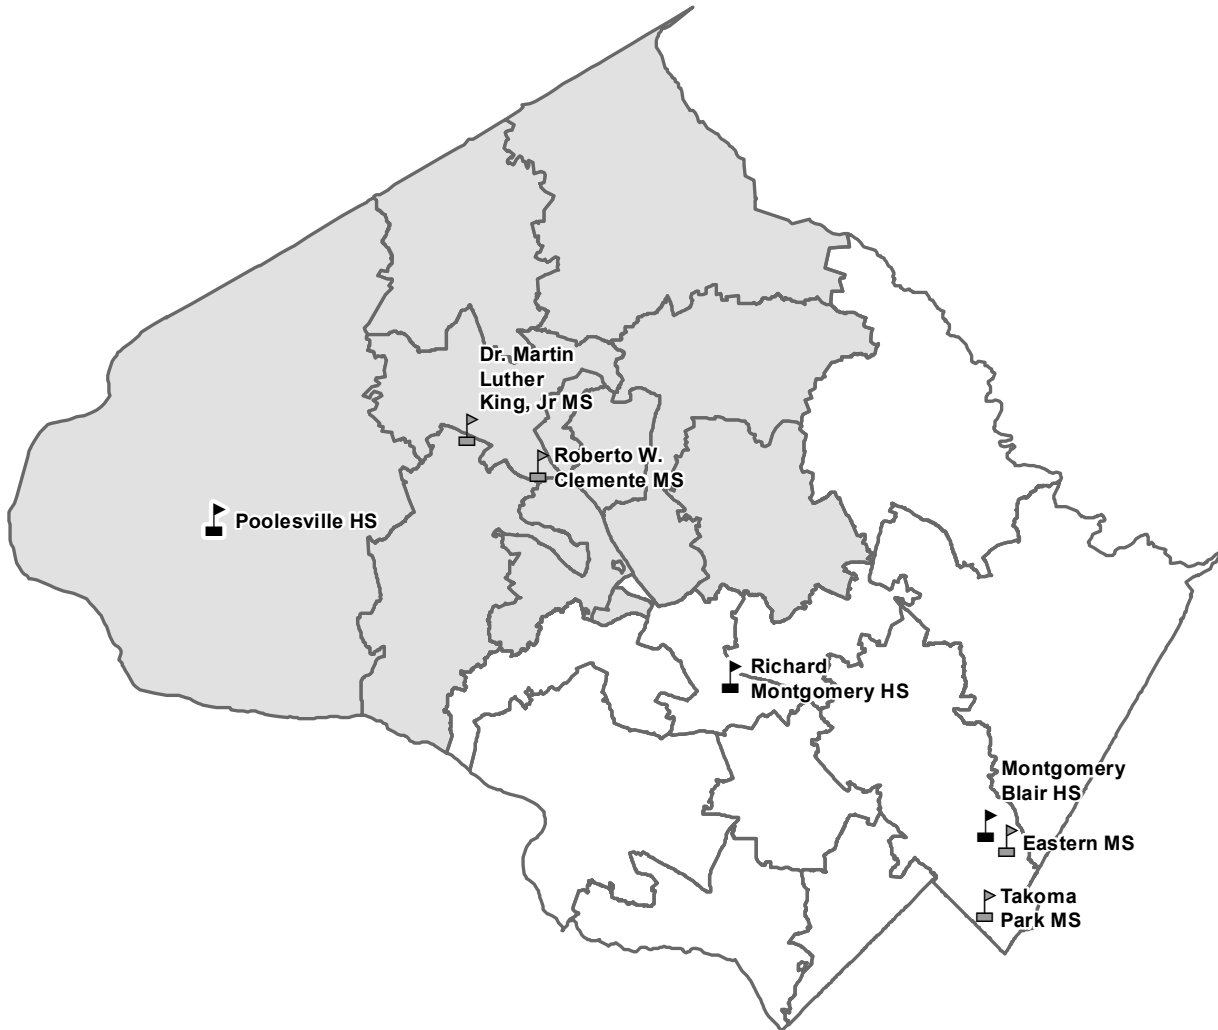 Dr. Martin
Luther
King, Jr MS
Roberto W.
Clemente MS
Poolesville HS
Richard
Montgomery HS
Montgomery
Blair HS
Eastern MS
Takoma
Park MS